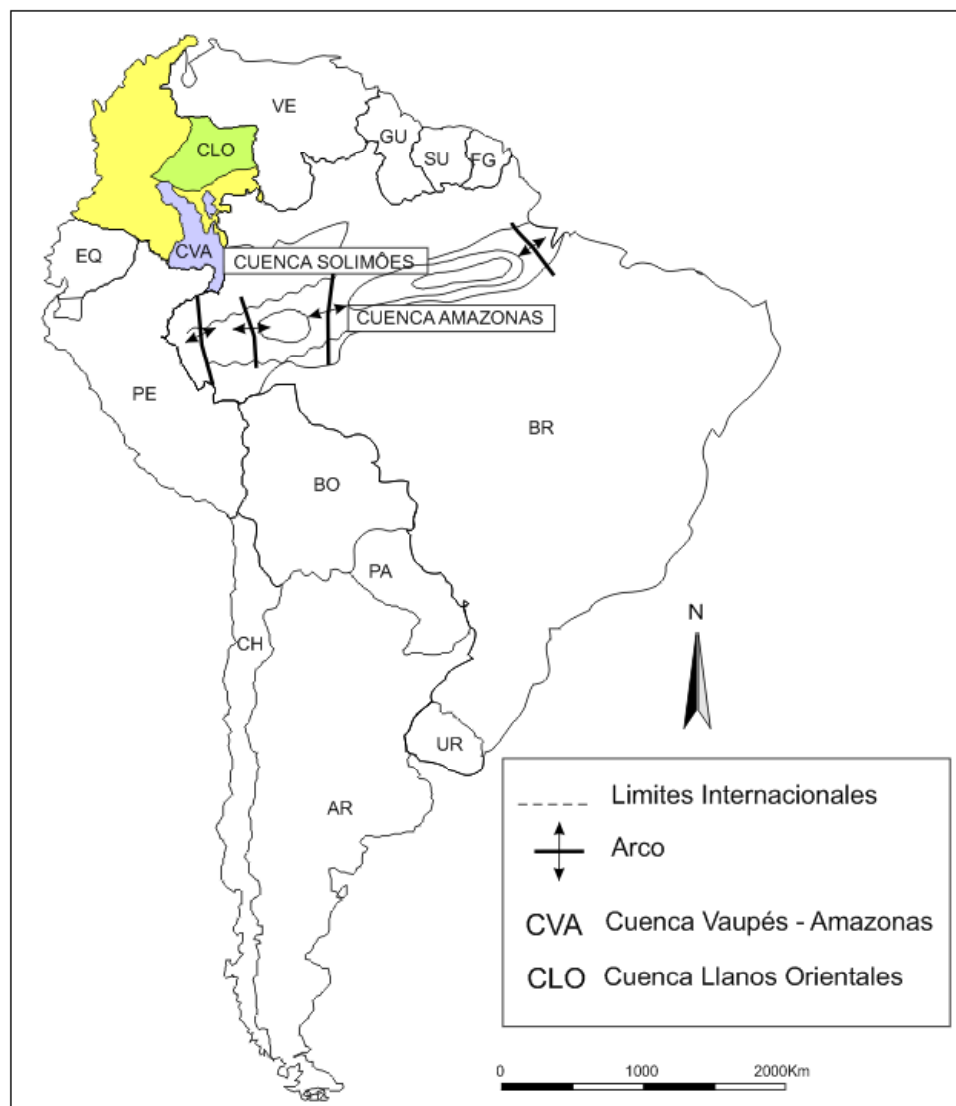 VE
GU
SU
FG
CLO
EQ
CVA
CUENCA SOLIMÔES
CUENCA AMAZONAS
PE
BR
BO
PA
CH
N
UR
AR
Limites Internacionales
Arco
CVA Cuenca Vaupés - Amazonas
CLO Cuenca Llanos Orientales
0 1000 2000Km